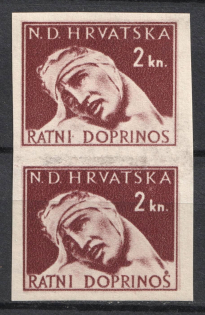 N.D. HRVATSKA
2 kn.
RATNI DOPRINOS
N.D. HRVATSKA
2 kn.
RATNI DOPRINOS